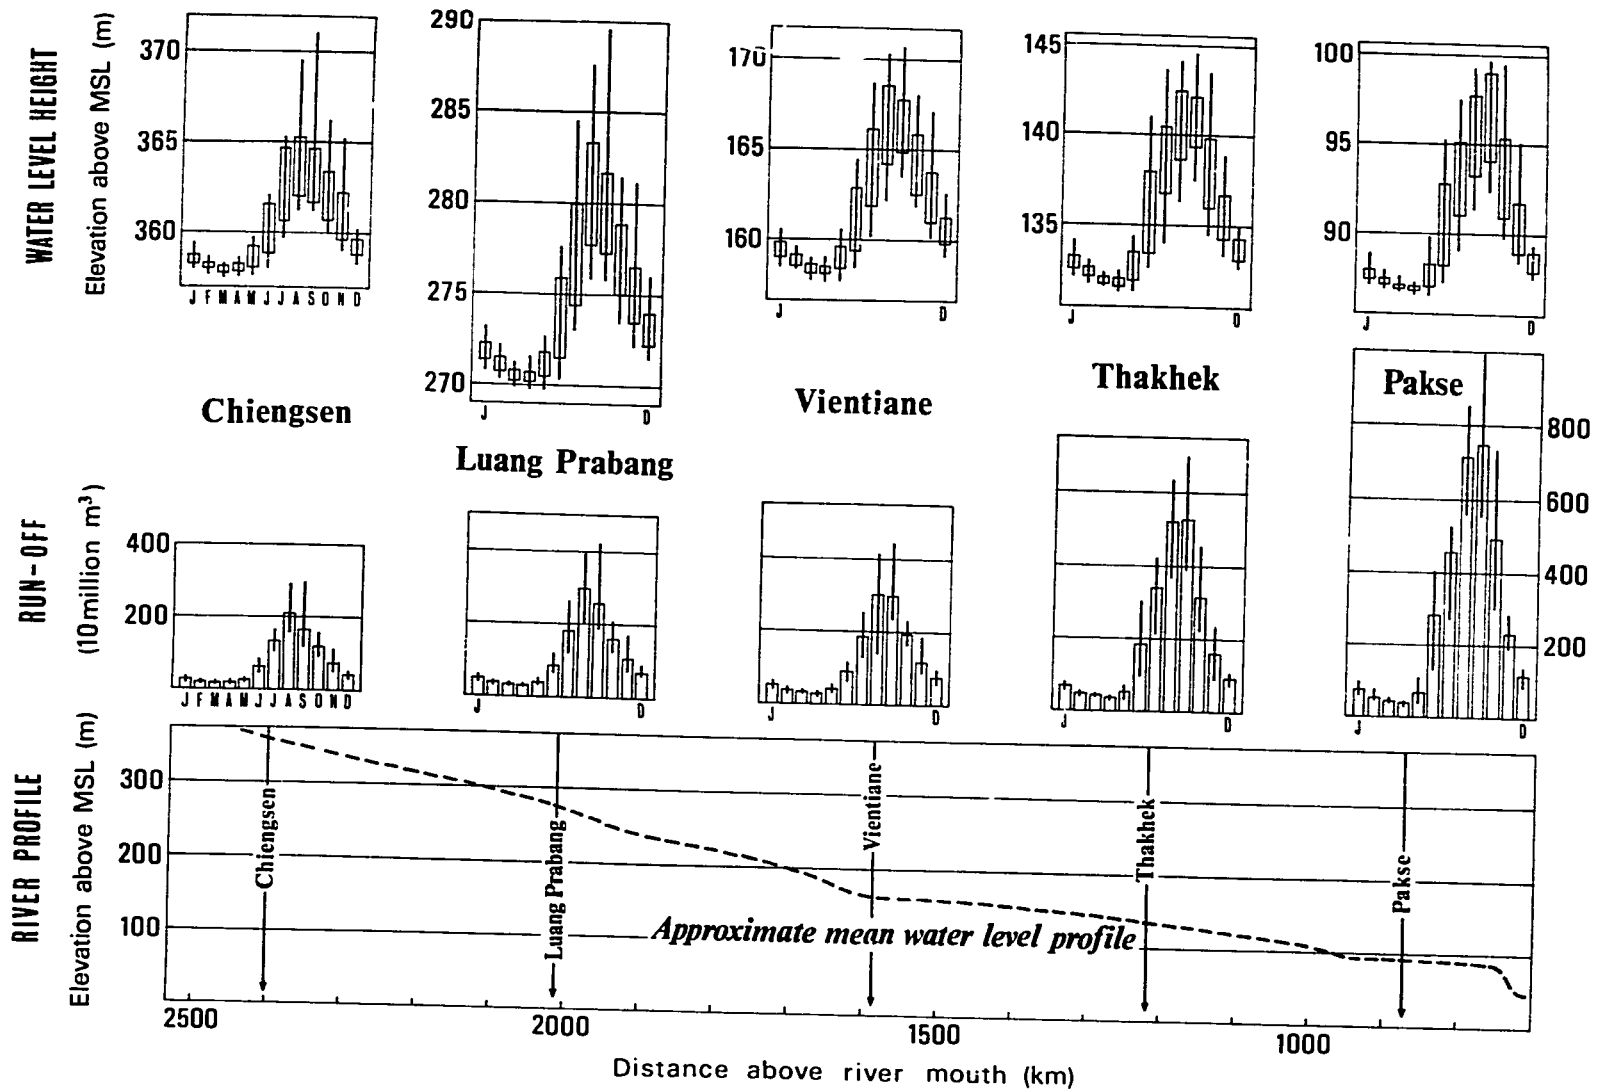 WATER LEVEL HEIGHT
Elevation above MSL (m)
370
365
360
J F M A M J J A S O N D
Chiengsen
290
285
280
275
270
J D
Luang Prabang
170
165
160
J D
Vientiane
145
140
135
J D
Thakhek
100
95
90
J D
Pakse
RUN-OFF
(10 million m³)
400
200
J F M A M J J A S O N D
J D
J D
J D
800
600
400
200
J D
RIVER PROFILE
Elevation above MSL (m)
300
200
100
Chiengsen
Luang Prabang
Vientiane
Thakhek
Pakse
Approximate mean water level profile
2500 2000 1500 1000
Distance above river mouth (km)